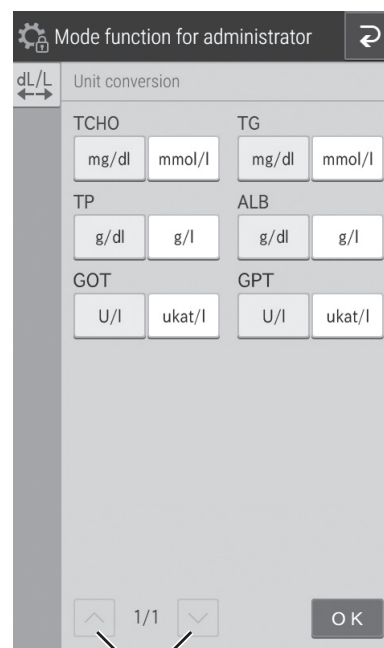 Mode function for administrator
dL/L
Unit conversion
TCHO TG
mg/dl mmol/l mg/dl mmol/l
TP ALB
g/dl g/l g/dl g/l
GOT GPT
U/l ukat/l U/l ukat/l
1/1 OK